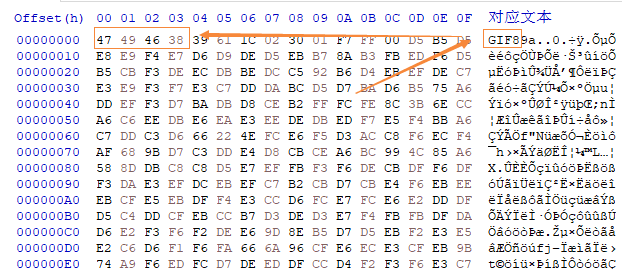 Offset(h) 00 01 02 03 04 05 06 07 08 09 0A 0B 0C 0D 0E 0F 对应文本
00000000 47 49 46 38 39 61 1C 02 30 01 F7 FF 00 D5 B5 D5 GIF89a..0.÷ÿ.ÕµÕ
00000010 E8 E9 F4 E7 D6 D9 DE D5 EB B7 8A B3 FB ED F6 D5 èéôçÖÙÞÕë·Š³ûíöÕ
00000020 B5 CB F3 DE EC DB BE DC C5 92 B6 D4 EB EF DE C7 µËóÞìÛ¾ÜÅ’¶ÔëïÞÇ
00000030 E3 E9 F3 F7 E3 C7 DD DA BC D5 D7 BA D6 B5 75 A6 ãéó÷ãÇÝÚ¼Õ×ºÖµu¦
00000040 DD EF F3 D7 BA DB D8 CE B2 FF FC FE 8C 3B 6E CC Ýïó×ºÛØÎ²ÿüþŒ;nÌ
00000050 A6 C6 EE DB E6 EA E3 EE DE DB ED F7 E5 F4 BB A6 ¦ÆîÛæêãîÞÛí÷åô»¦
00000060 C7 DD C3 D6 66 22 4E FC E6 F5 D3 AC C8 F6 EC F4 ÇÝÃÖf"NüæõÓ¬Èöìô
00000070 AF 68 9B D7 C3 DD E4 D8 CB CE A6 BC 99 4C 85 A6 ¯h›×ÃÝäØËÎ¦¼™L…¦
00000080 58 8D DB C8 C8 D5 E7 EF FB F3 F6 DE CB DF F6 DF X.ÛÈÈÕçïûóöÞËßöß
00000090 F3 DA E3 EF DC EB EF C7 B2 CB D7 CB E4 F6 EB EE óÚãïÜëïÇ²Ë×Ëäöëî
000000A0 EB CF E5 EB DF F4 E3 CC D6 FC E7 FC E6 E2 DD DF ëÏåëßôãÌÖüçüæâÝß
000000B0 D5 C4 DD CF EB CC B7 D3 DE D3 E7 F4 FB FB DF DA ÕÄÝÏëÌ·ÓÞÓçôûûßÚ
000000C0 D6 E2 F3 F6 F2 DE E6 9D 8E B5 D7 D5 EB F2 E3 E5 ÖâóöòÞæ.Žµ×Õëòãå
000000D0 E2 C6 D6 F1 F6 FA 66 6A 96 CF E6 EC E3 CF EB 9B âÆÖñöúfj–ÏæìãÏë›
000000E0 74 A9 F6 ED FC D7 DE ED DF CC D4 F2 F3 F5 E3 C7 t©öíü×ÞíßÌÔòóõãÇ